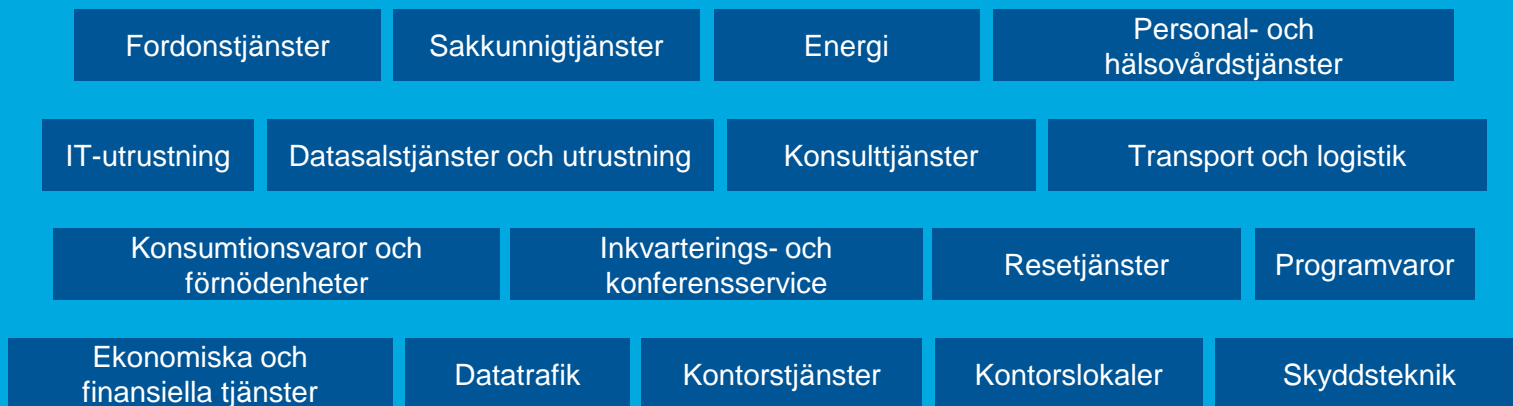 Fordonstjänster
Sakkunnigtjänster
Energi
Personal- och
hälsovårdstjänster
IT-utrustning
Datasalstjänster och utrustning
Konsulttjänster
Transport och logistik
Konsumtionsvaror och
förnödenheter
Inkvarterings- och
konferensservice
Resetjänster
Programvaror
Ekonomiska och
finansiella tjänster
Datatrafik
Kontorstjänster
Kontorslokaler
Skyddsteknik